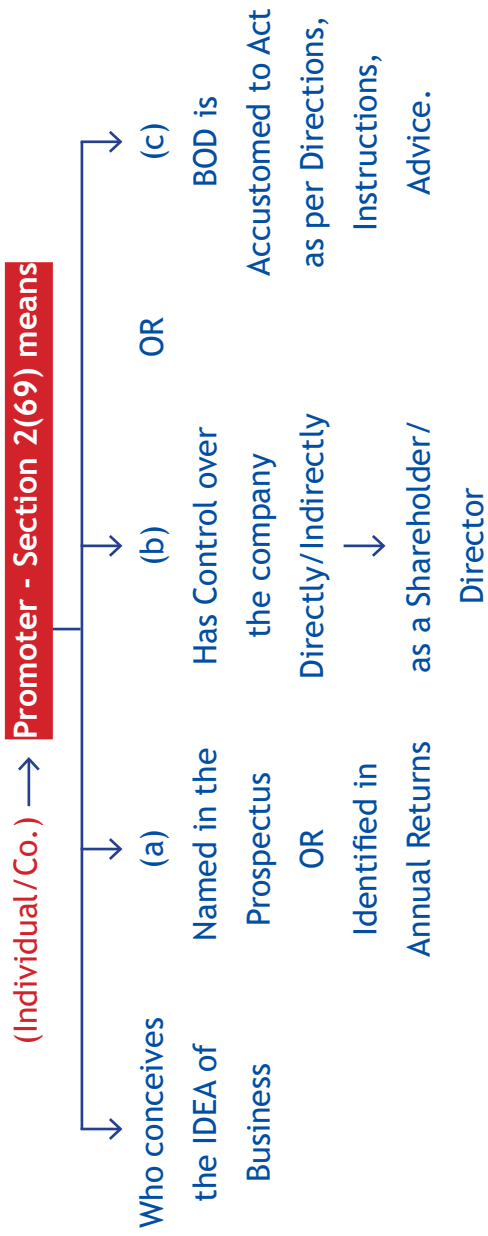 (Individual/Co.) → Promoter - Section 2(69) means
Who conceives
the IDEA of
Business
(a)
Named in the
Prospectus
OR
Identified in
Annual Returns
(b)
Has Control over
the company
Directly/Indirectly
as a Shareholder/
Director
OR
(c)
BOD is
Accustomed to Act
as per Directions,
Instructions,
Advice.